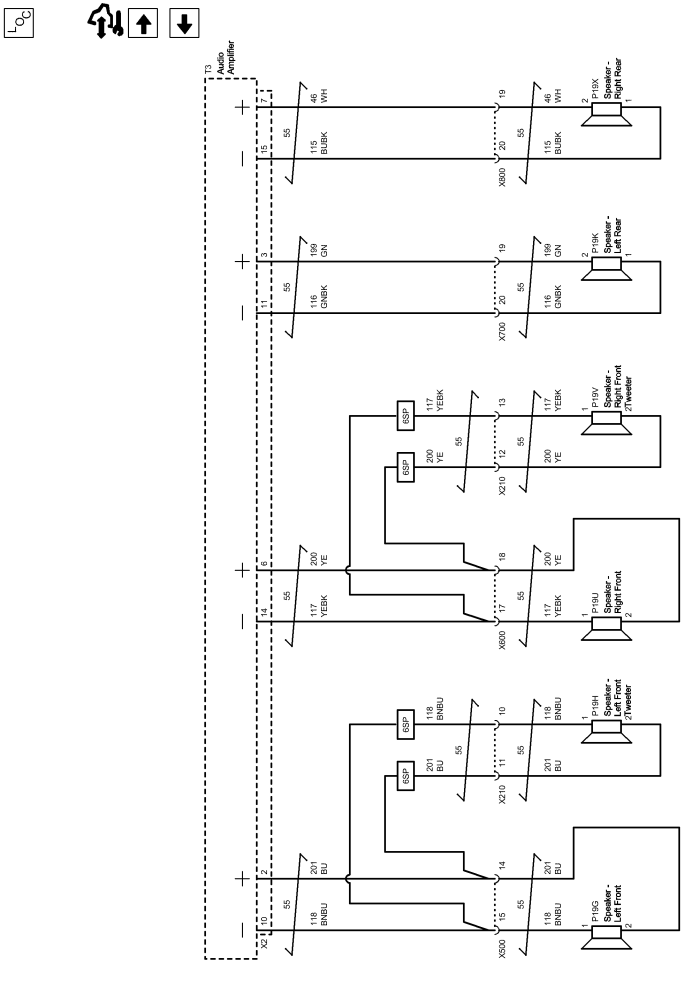 LOC
T3
Audio
Amplifier
7
46
WH
19
46
WH
2
P19X
Speaker -
Right Rear
1
55
55
15
115
BUBK
20
X800
115
BUBK
3
199
GN
19
199
GN
2
P19K
Speaker -
Left Rear
1
55
55
11
116
GNBK
20
X700
116
GNBK
6SP
117
YEBK
13
117
YEBK
1
P19V
Speaker -
Right Front
Tweeter
2
55
55
6SP
200
YE
12
X210
200
YE
6
200
YE
18
200
YE
55
55
14
117
YEBK
17
X600
117
YEBK
1
P19U
Speaker -
Right Front
2
6SP
118
BNBU
10
118
BNBU
1
P19H
Speaker -
Left Front
Tweeter
2
55
55
6SP
201
BU
11
X210
201
BU
2
201
BU
14
201
BU
55
55
10
X2
118
BNBU
15
X500
118
BNBU
1
P19G
Speaker -
Left Front
2